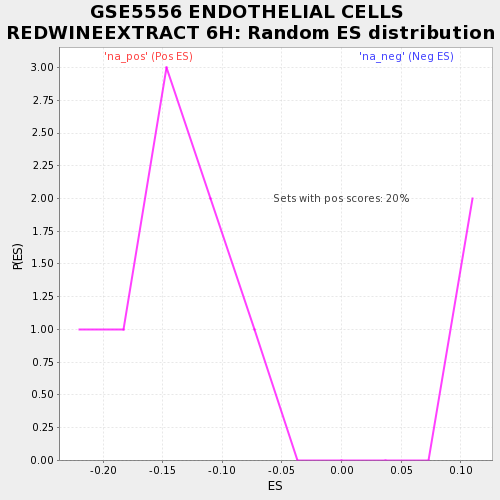 GSE5556 ENDOTHELIAL CELLS
REDWINEEXTRACT 6H: Random ES distribution
'na_pos' (Pos ES)
'na_neg' (Neg ES)
3.00
2.75
2.50
2.25
2.00
1.75
1.50
1.25
1.00
0.75
0.50
0.25
0.00
P(ES)
Sets with pos scores: 20%
-0.20
-0.15
-0.10
-0.05
0.00
0.05
0.10
ES